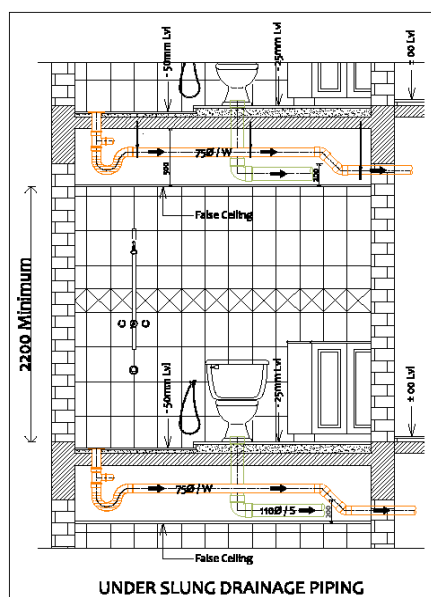 -50mm Lvl
-25mm Lvl
± 00 Lvl
75Ø / W
500
200
False Ceiling
2200 Minimum
-50mm Lvl
-25mm Lvl
± 00 Lvl
75Ø / W
110Ø / S
200
False Ceiling
UNDER SLUNG DRAINAGE PIPING